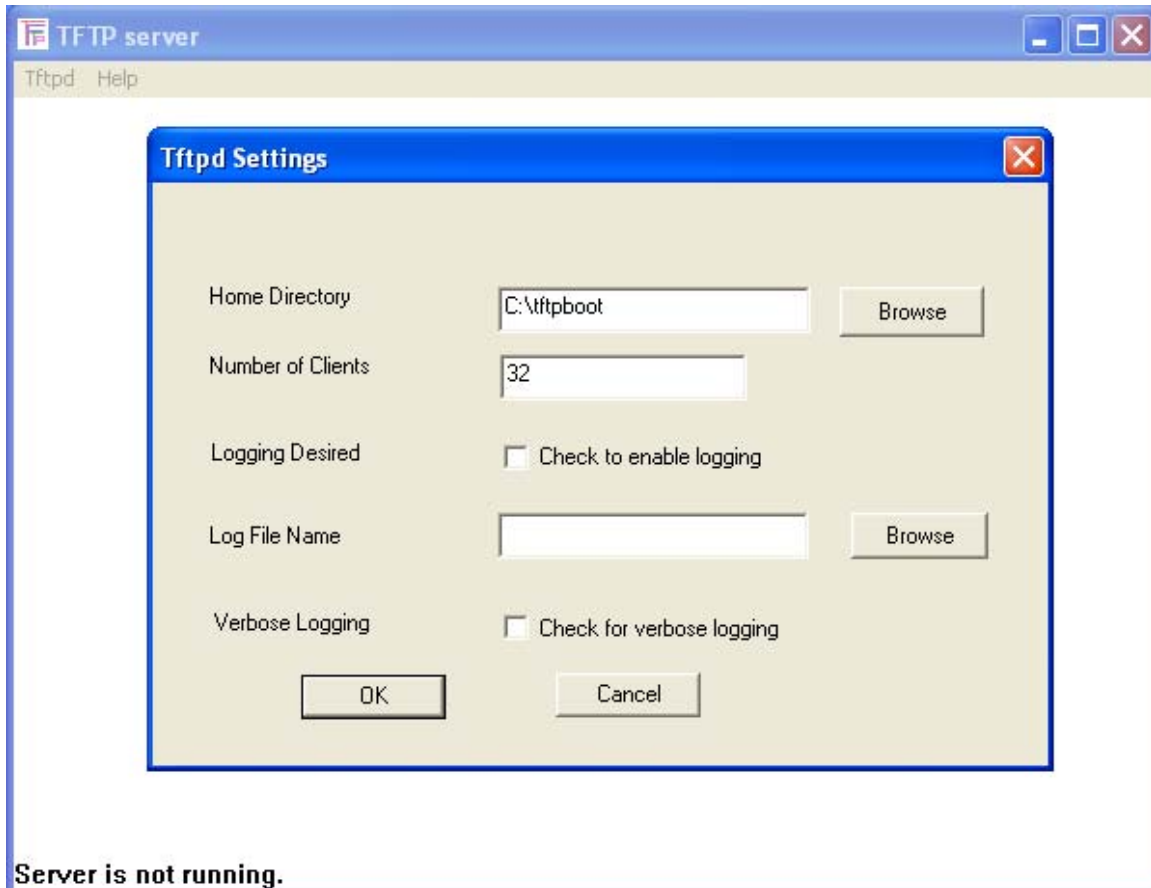 TFTP server
Tftpd Help
Tftpd Settings
Home Directory C:\tftpboot Browse
Number of Clients 32
Logging Desired Check to enable logging
Log File Name Browse
Verbose Logging Check for verbose logging
OK Cancel
Server is not running.